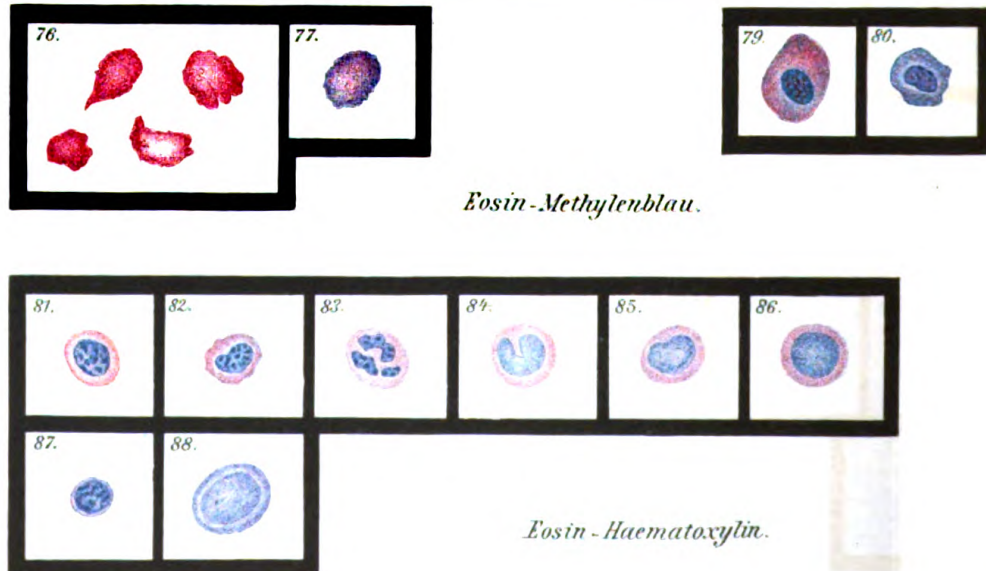 76. 77. 79. 80.
Eosin-Methylenblau.
81. 82. 83. 84. 85. 86.
87. 88.
Eosin-Haematoxylin.